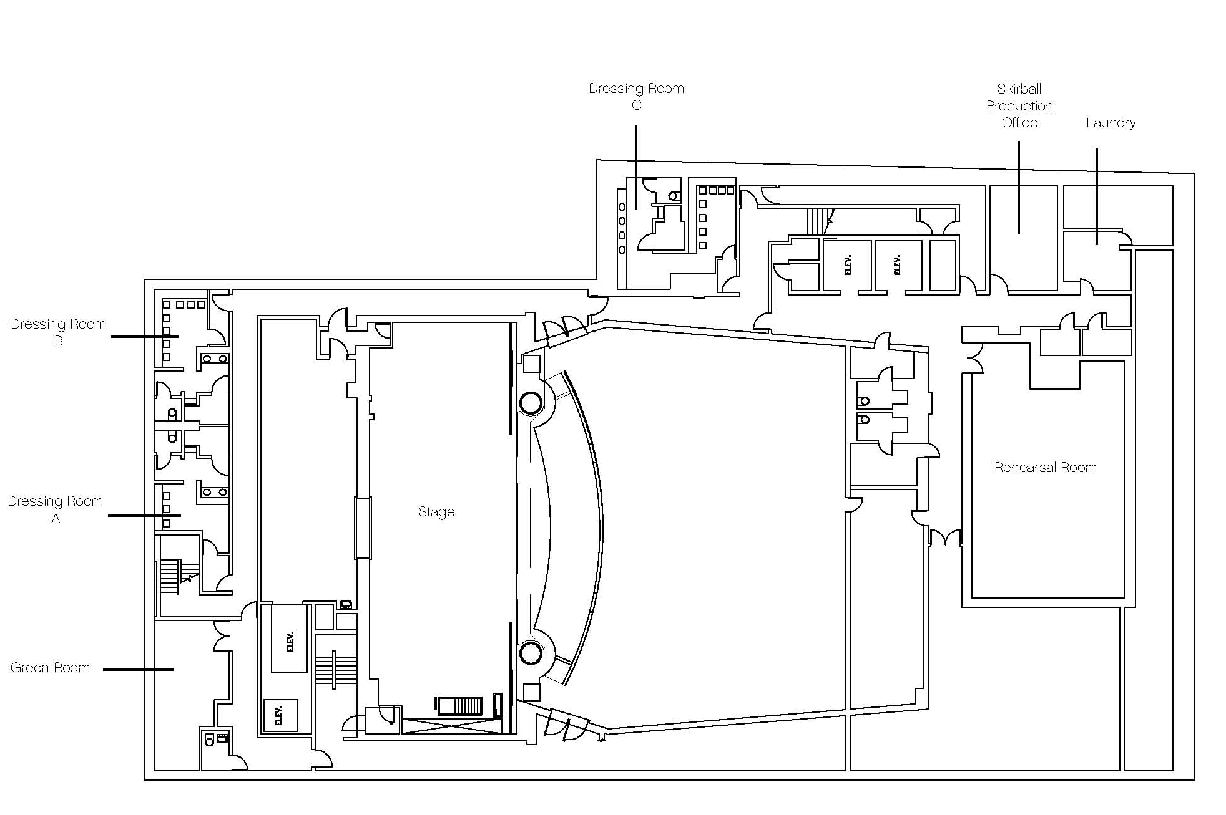 Dressing Room
C
Skirball
Production
Office
Laundry
ELEV.
ELEV.
Dressing Room
B
Rehearsal Room
Dressing Room
A
Stage
ELEV.
Green Room
ELEV.